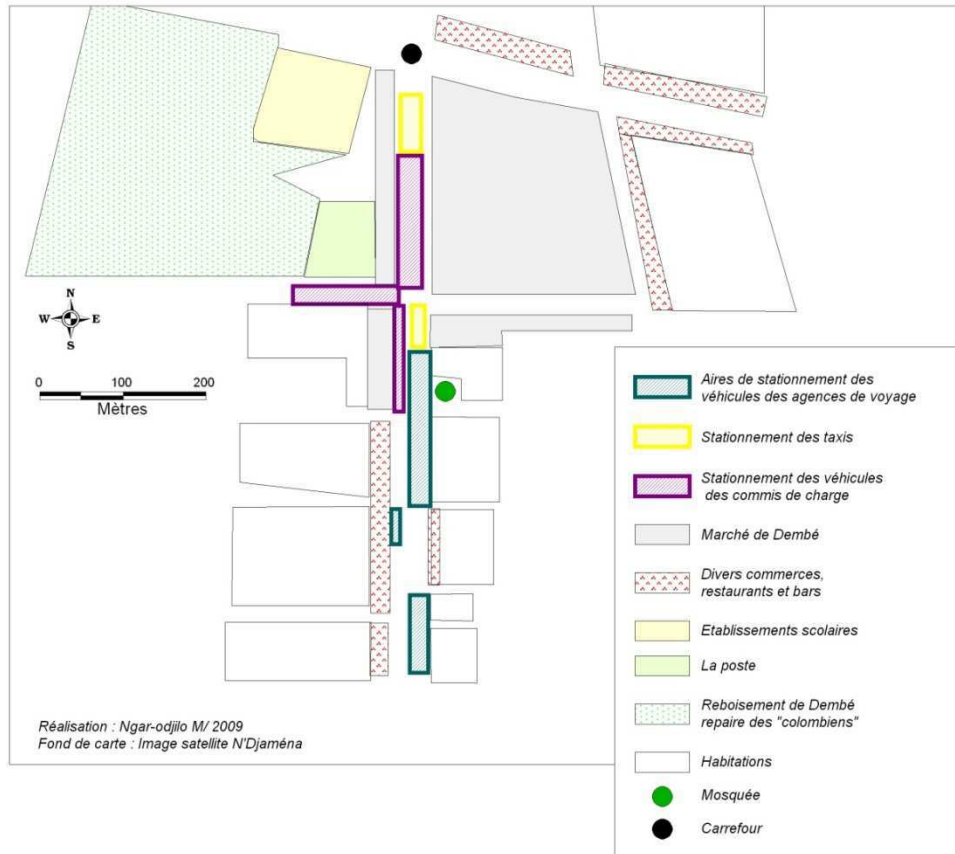 N
W E
S
0 100 200
Mètres
Réalisation : Ngar-odjilo M/ 2009
Fond de carte : Image satellite N'Djaména
Aires de stationnement des
véhicules des agences de voyage
Stationnement des taxis
Stationnement des véhicules
des commis de charge
Marché de Dembé
Divers commerces,
restaurants et bars
Etablissements scolaires
La poste
Reboisement de Dembé
repaire des "colombiens"
Habitations
Mosquée
Carrefour